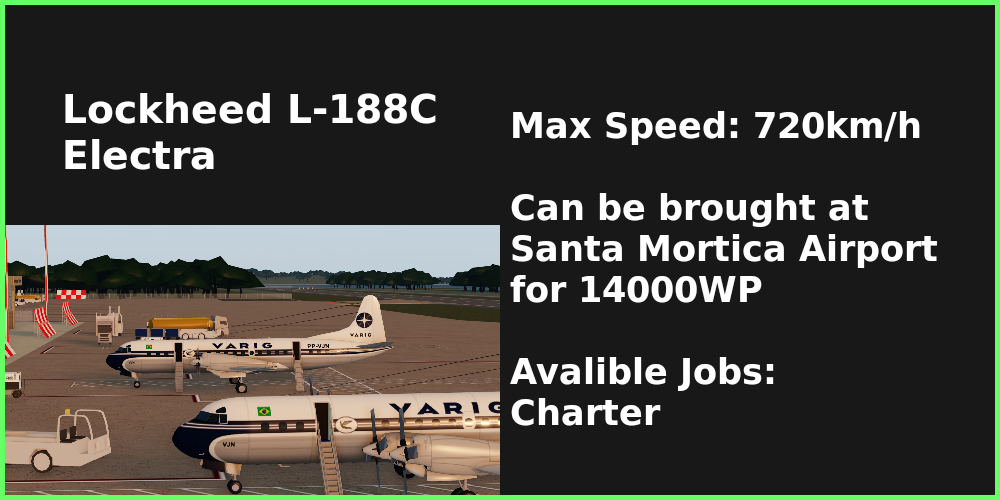 Lockheed L-188C
Electra
Max Speed: 720km/h
Can be brought at
Santa Mortica Airport
for 14000WP
Avalible Jobs:
Charter
VARIG
PP-VJN
VARIG
VARIG
VJN